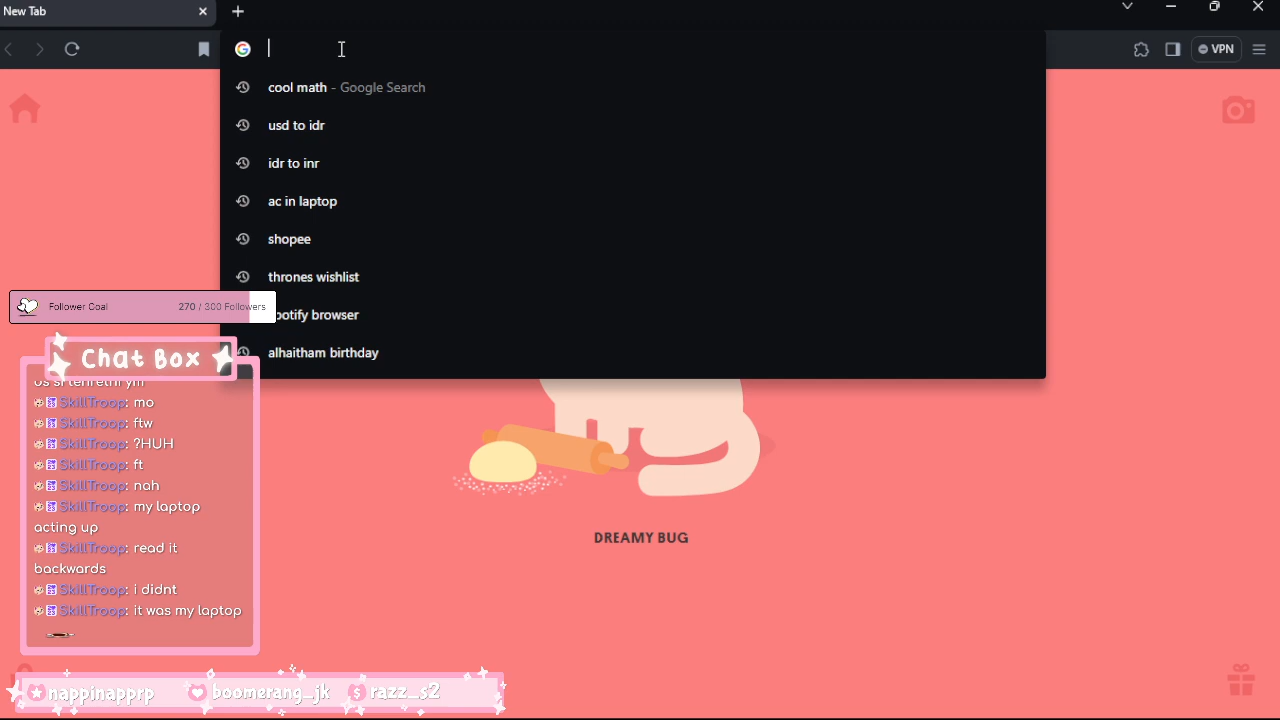 New Tab
VPN
cool math - Google Search
usd to idr
idr to inr
ac in laptop
shopee
thrones wishlist
potify browser
alhaitham birthday
Follower Goal 270 / 300 Followers
Chat Box
SkillTroop: mo
SkillTroop: ftw
SkillTroop: ?HUH
SkillTroop: ft
SkillTroop: nah
SkillTroop: my laptop
acting up
SkillTroop: read it
backwards
SkillTroop: i didnt
SkillTroop: it was my laptop
DREAMY BUG
nappinapprp boomerang_jk razz_s2